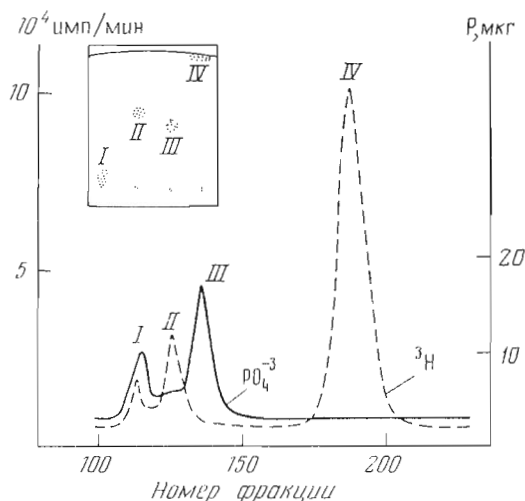 10⁴ имп/мин
P, мкг
IV
II
III
I
IV
10
III
20
5
I
II
PO₄⁻³
³H
10
100
150
200
Номер фракции